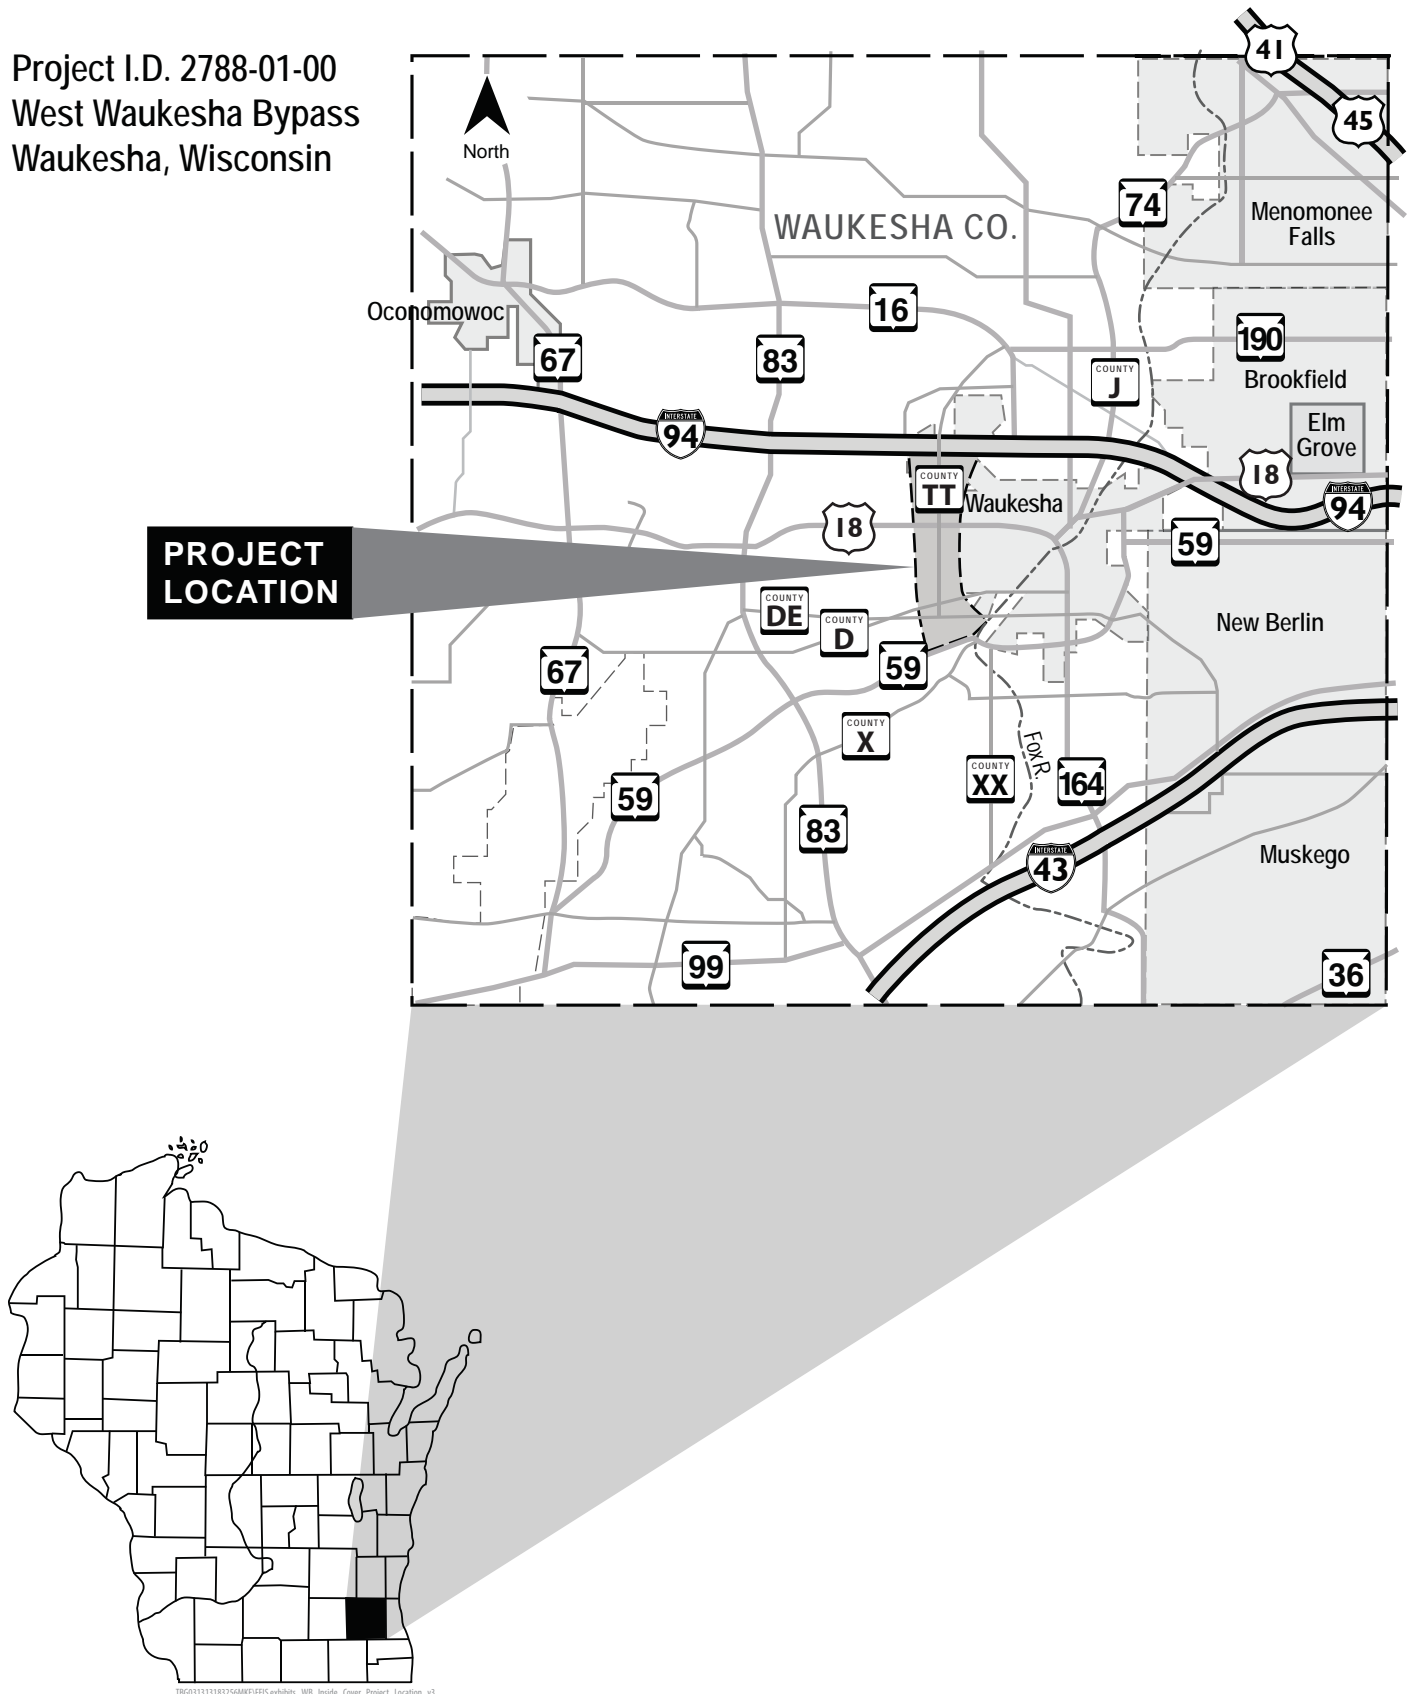 Project I.D. 2788-01-00
West Waukesha Bypass
Waukesha, Wisconsin
North
41
45
74
Menomonee
Falls
WAUKESHA CO.
Oconomowoc
16
67
83
190
COUNTY
J
Brookfield
INTERSTATE
94
Elm
Grove
18
COUNTY
TT
Waukesha
INTERSTATE
94
18
59
PROJECT
LOCATION
COUNTY
DE
COUNTY
D
New Berlin
67
59
COUNTY
X
Fox R.
COUNTY
XX
164
59
83
INTERSTATE
43
Muskego
99
36